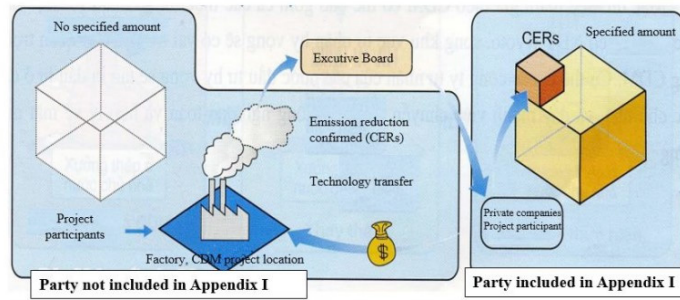 No specified amount
Excutive Board
Emission reduction
confirmed (CERs)
Technology transfer
Project
participants
$
Factory, CDM project location
Party not included in Appendix I
Specified amount
CERs
Private companies
Project participant
Party included in Appendix I